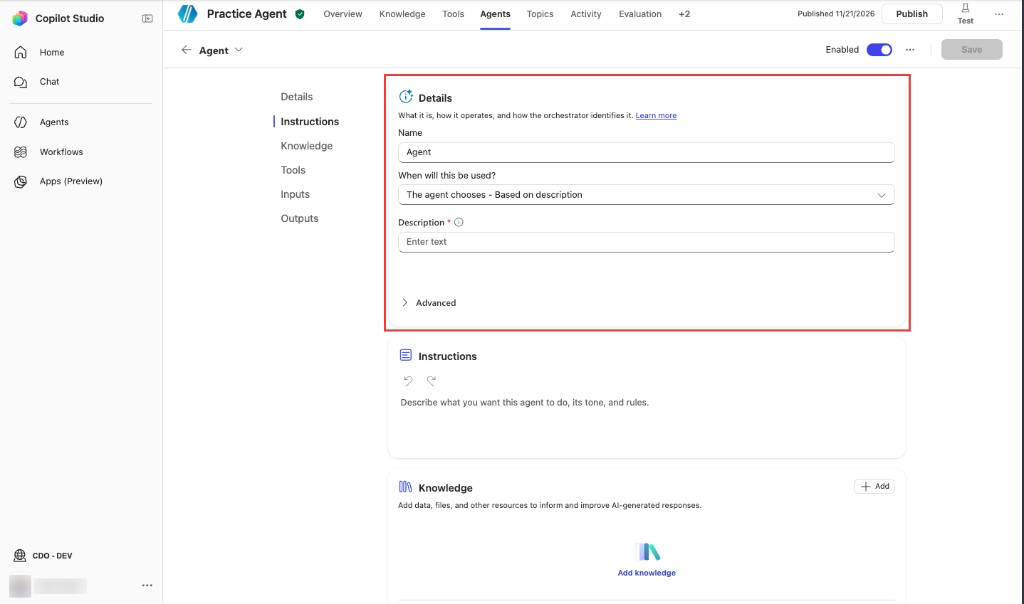 Copilot Studio
Home
Chat
Agents
Workflows
Apps (Preview)
CDO - DEV
Practice Agent Overview Knowledge Tools Agents Topics Activity Evaluation +2 Published 11/21/2026 Publish Test
Agent Enabled Save
Details
Instructions
Knowledge
Tools
Inputs
Outputs
Details
What it is, how it operates, and how the orchestrator identifies it. Learn more
Name
Agent
When will this be used?
The agent chooses - Based on description
Description *
Enter text
Advanced
Instructions
Describe what you want this agent to do, its tone, and rules.
Knowledge
Add
Add data, files, and other resources to inform and improve AI-generated responses.
Add knowledge